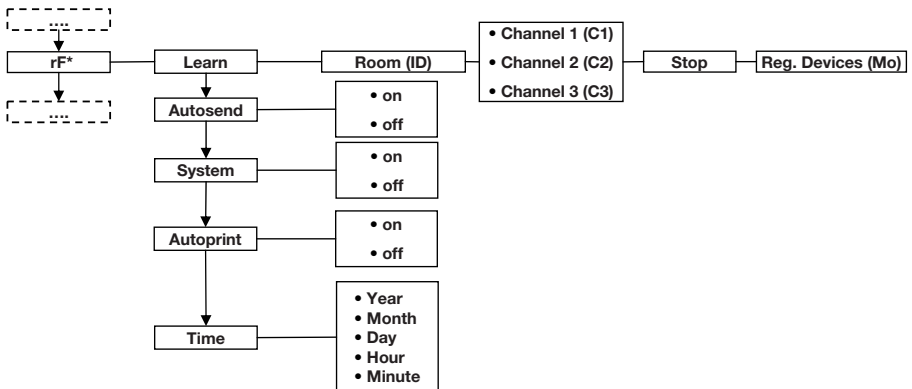 ....
rF*
Learn
Room (ID)
• Channel 1 (C1)
• Channel 2 (C2)
• Channel 3 (C3)
Stop
Reg. Devices (Mo)
....
Autosend
• on
• off
System
• on
• off
Autoprint
• on
• off
Time
• Year
• Month
• Day
• Hour
• Minute